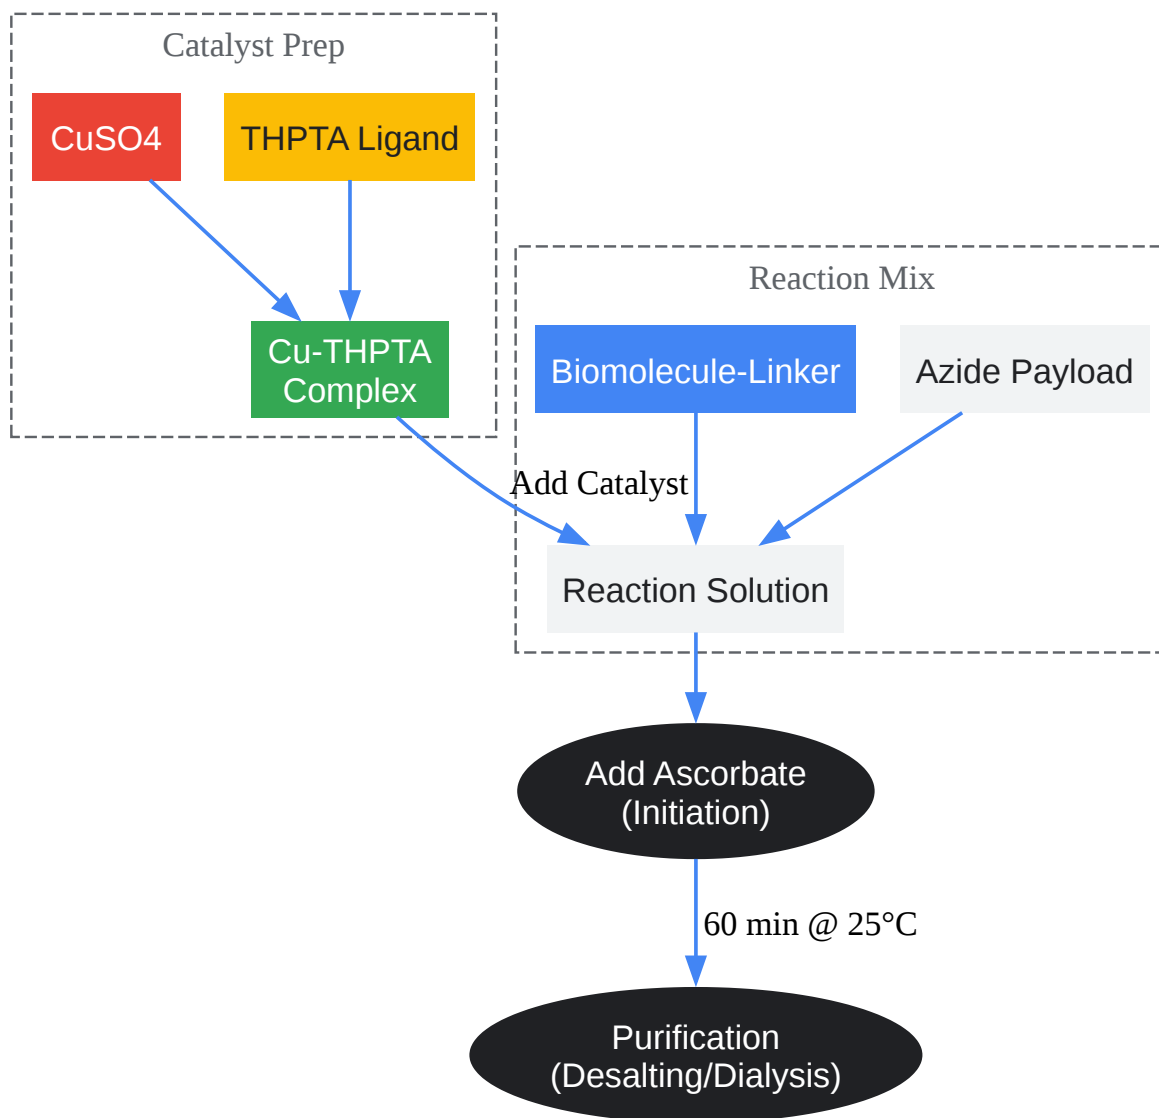 Catalyst Prep
CuSO4
THPTA Ligand
Cu-THPTA
Complex
Reaction Mix
Biomolecule-Linker
Azide Payload
Add Catalyst
Reaction Solution
Add Ascorbate
(Initiation)
60 min @ 25°C
Purification
(Desalting/Dialysis)